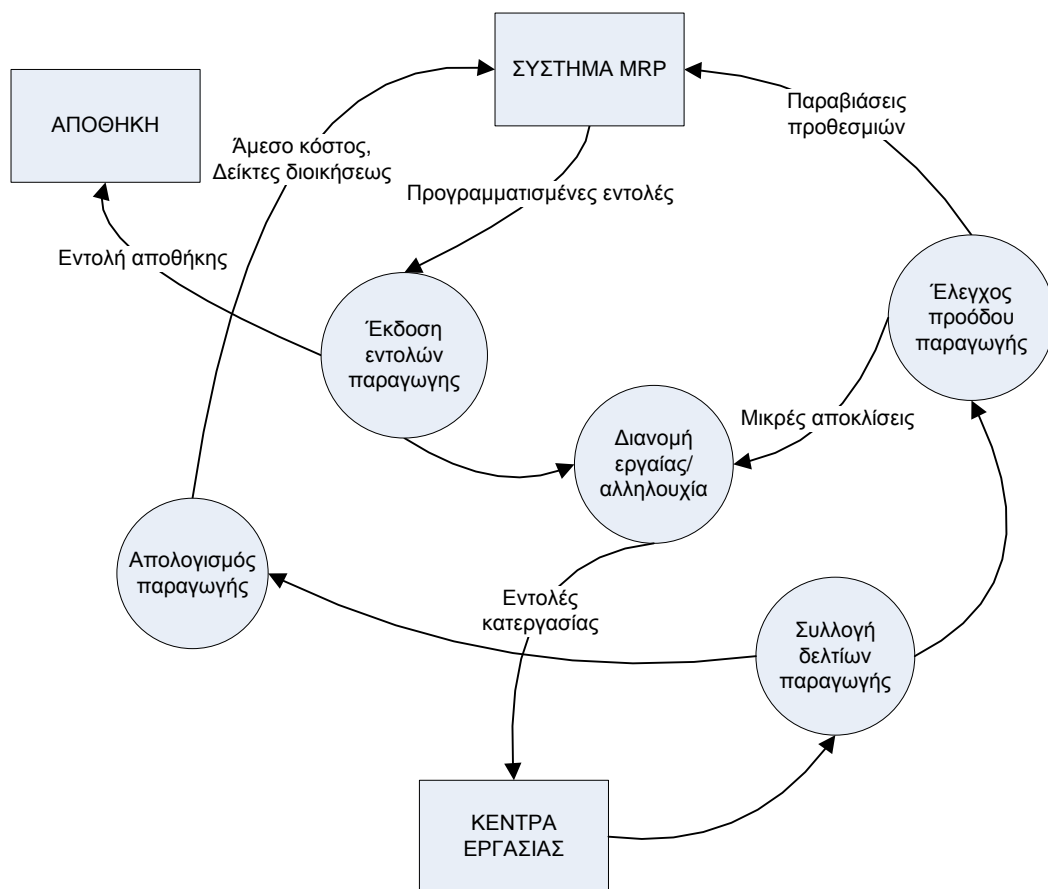 ΣΥΣΤΗΜΑ MRP
ΑΠΟΘΗΚΗ
Παραβιάσεις
προθεσμιών
Άμεσο κόστος,
Δείκτες διοικήσεως
Προγραμματισμένες εντολές
Εντολή αποθήκης
Έλεγχος
προόδου
παραγωγής
Έκδοση
εντολών
παραγωγης
Μικρές αποκλίσεις
Διανομή
εργαίας/
αλληλουχία
Απολογισμός
παραγωγής
Εντολές
κατεργασίας
Συλλογή
δελτίων
παραγωγής
ΚΕΝΤΡΑ
ΕΡΓΑΣΙΑΣ